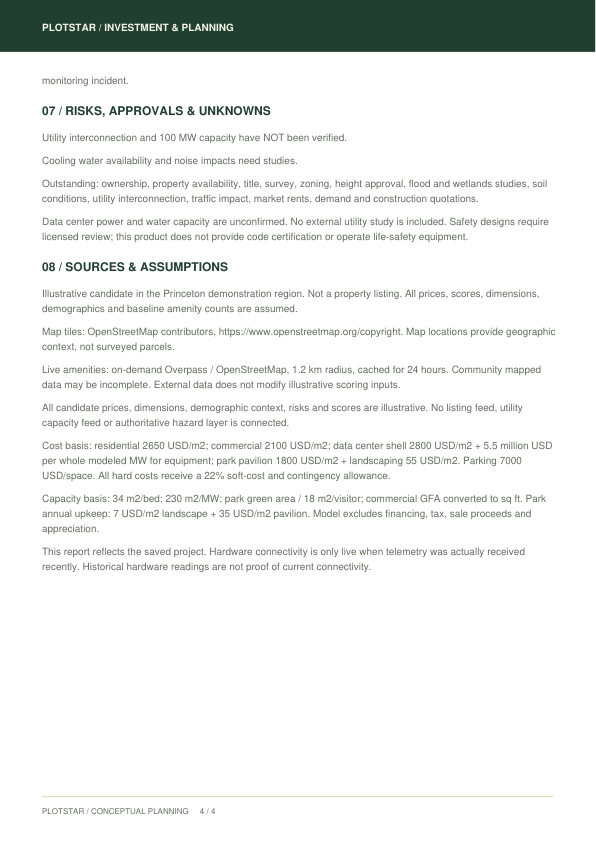 PLOTSTAR / INVESTMENT & PLANNING
monitoring incident.
07 / RISKS, APPROVALS & UNKNOWNS
Utility interconnection and 100 MW capacity have NOT been verified.
Cooling water availability and noise impacts need studies.
Outstanding: ownership, property availability, title, survey, zoning, height approval, flood and wetlands studies, soil
conditions, utility interconnection, traffic impact, market rents, demand and construction quotations.
Data center power and water capacity are unconfirmed. No external utility study is included. Safety designs require
licensed review; this product does not provide code certification or operate life-safety equipment.
08 / SOURCES & ASSUMPTIONS
Illustrative candidate in the Princeton demonstration region. Not a property listing. All prices, scores, dimensions,
demographics and baseline amenity counts are assumed.
Map tiles: OpenStreetMap contributors, https://www.openstreetmap.org/copyright. Map locations provide geographic
context, not surveyed parcels.
Live amenities: on-demand Overpass / OpenStreetMap, 1.2 km radius, cached for 24 hours. Community mapped
data may be incomplete. External data does not modify illustrative scoring inputs.
All candidate prices, dimensions, demographic context, risks and scores are illustrative. No listing feed, utility
capacity feed or authoritative hazard layer is connected.
Cost basis: residential 2650 USD/m2; commercial 2100 USD/m2; data center shell 2800 USD/m2 + 5.5 million USD
per whole modeled MW for equipment; park pavilion 1800 USD/m2 + landscaping 55 USD/m2. Parking 7000
USD/space. All hard costs receive a 22% soft-cost and contingency allowance.
Capacity basis: 34 m2/bed; 230 m2/MW; park green area / 18 m2/visitor; commercial GFA converted to sq ft. Park
annual upkeep: 7 USD/m2 landscape + 35 USD/m2 pavilion. Model excludes financing, tax, sale proceeds and
appreciation.
This report reflects the saved project. Hardware connectivity is only live when telemetry was actually received
recently. Historical hardware readings are not proof of current connectivity.
PLOTSTAR / CONCEPTUAL PLANNING 4 / 4